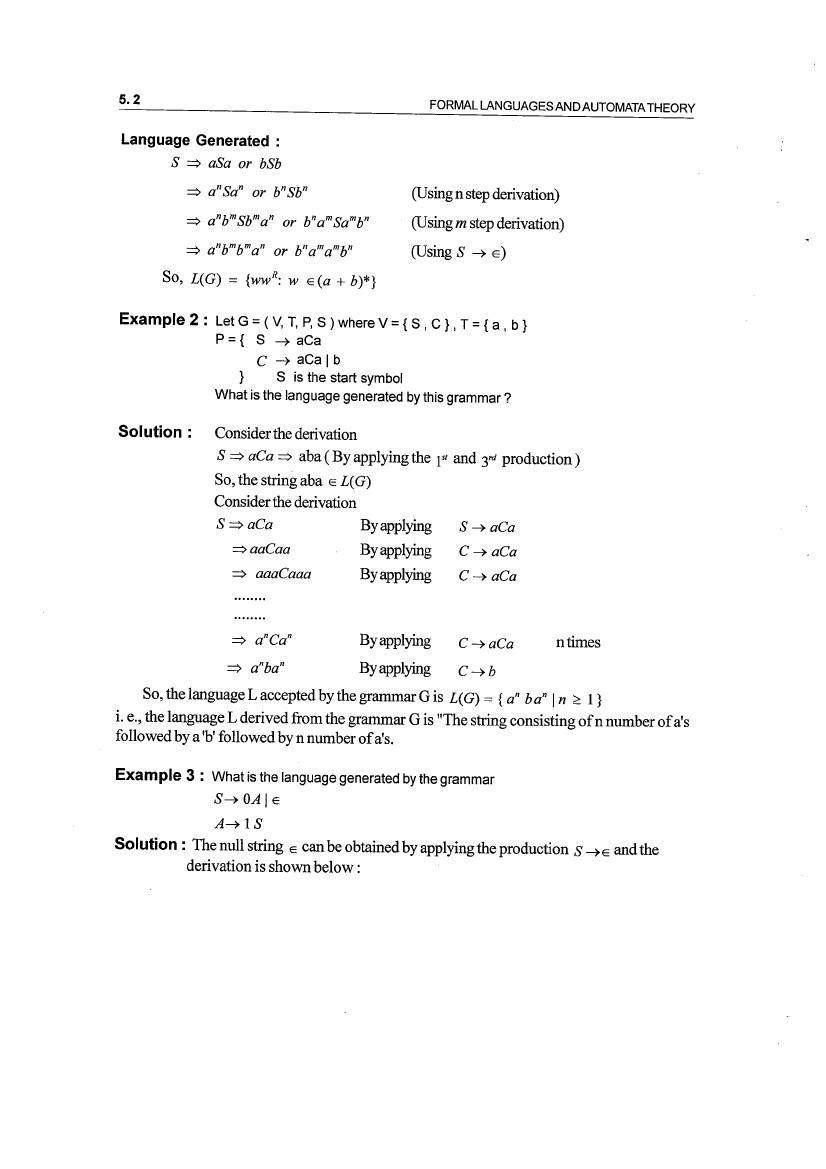 5. 2 FORMAL LANGUAGES AND AUTOMATA THEORY
Language Generated :
S ⇒ aSa or bSb
⇒ aⁿSaⁿ or bⁿSbⁿ (Using n step derivation)
⇒ aⁿbᵐSbᵐaⁿ or bⁿaᵐSaᵐbⁿ (Using m step derivation)
⇒ aⁿbᵐbᵐaⁿ or bⁿaᵐaᵐbⁿ (Using S → ∈)
So, L(G) = {wwᴿ: w ∈ (a + b)*}
Example 2 : Let G = ( V, T, P, S ) where V = { S , C } , T = { a , b }
P = { S → aCa
C → aCa | b
} S is the start symbol
What is the language generated by this grammar ?
Solution : Consider the derivation
S ⇒ aCa ⇒ aba ( By applying the 1ˢᵗ and 3ʳᵈ production )
So, the string aba ∈ L(G)
Consider the derivation
S ⇒ aCa By applying S → aCa
⇒ aaCaa By applying C → aCa
⇒ aaaCaaa By applying C → aCa
........
........
⇒ aⁿCaⁿ By applying C → aCa n times
⇒ aⁿbaⁿ By applying C → b
So, the language L accepted by the grammar G is L(G) = { aⁿ baⁿ | n ≥ 1 }
i. e., the language L derived from the grammar G is "The string consisting of n number of a's
followed by a 'b' followed by n number of a's.
Example 3 : What is the language generated by the grammar
S → 0A | ∈
A → 1 S
Solution : The null string ∈ can be obtained by applying the production S → ∈ and the
derivation is shown below :